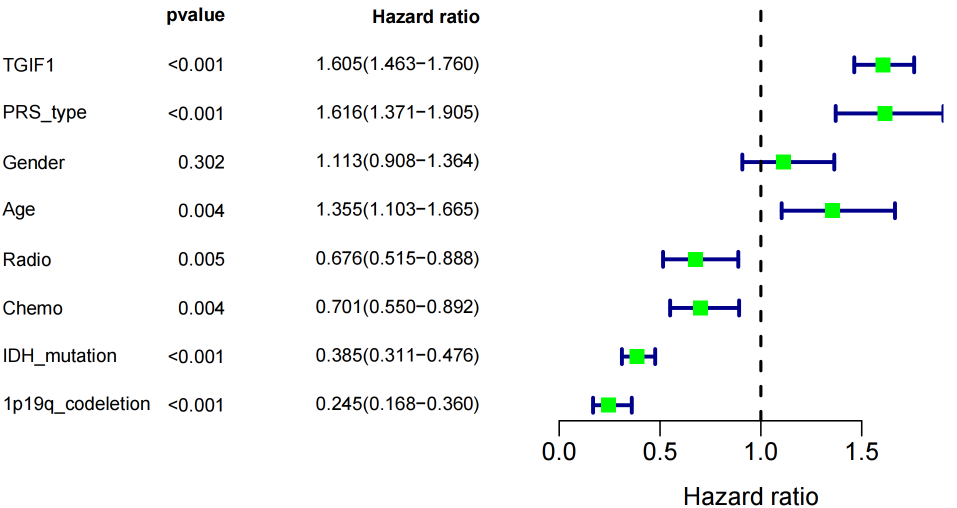 pvalue Hazard ratio
TGIF1 <0.001 1.605(1.463−1.760)
PRS_type <0.001 1.616(1.371−1.905)
Gender 0.302 1.113(0.908−1.364)
Age 0.004 1.355(1.103−1.665)
Radio 0.005 0.676(0.515−0.888)
Chemo 0.004 0.701(0.550−0.892)
IDH_mutation <0.001 0.385(0.311−0.476)
1p19q_codeletion <0.001 0.245(0.168−0.360)
0.0 0.5 1.0 1.5
Hazard ratio